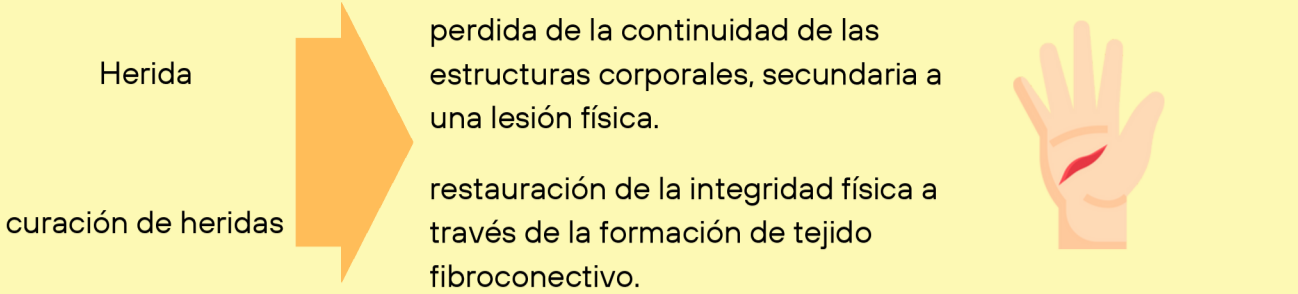 Herida
perdida de la continuidad de las
estructuras corporales, secundaria a
una lesión física.
curación de heridas
restauración de la integridad física a
través de la formación de tejido
fibroconectivo.